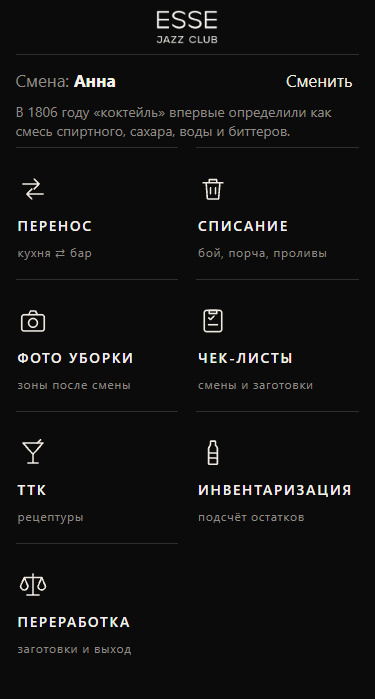 ESSE
JAZZ CLUB
Смена: Анна
Сменить
В 1806 году «коктейль» впервые определили как
смесь спиртного, сахара, воды и биттеров.
ПЕРЕНОС
кухня ⇄ бар
СПИСАНИЕ
бой, порча, проливы
ФОТО УБОРКИ
зоны после смены
ЧЕК-ЛИСТЫ
смены и заготовки
ТТК
рецептуры
ИНВЕНТАРИЗАЦИЯ
подсчёт остатков
ПЕРЕРАБОТКА
заготовки и выход